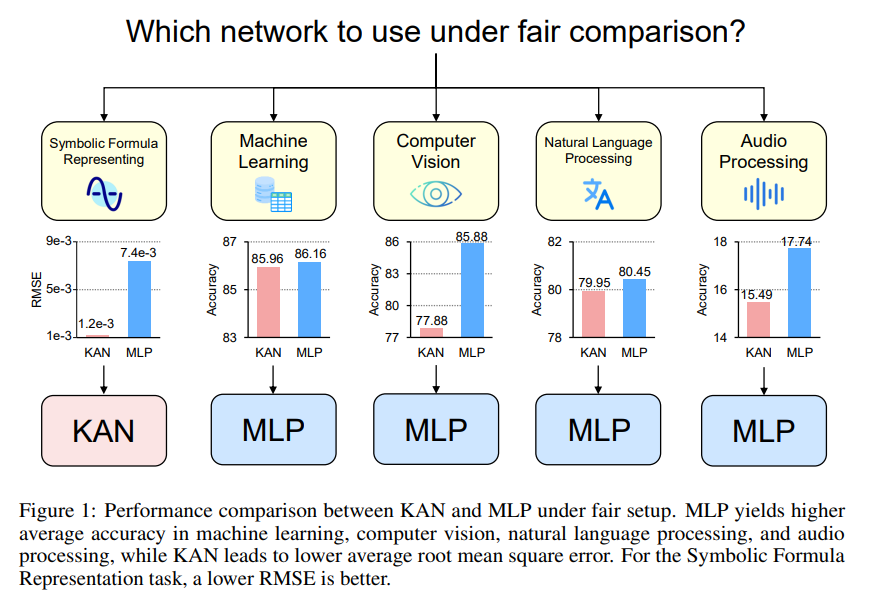 Which network to use under fair comparison?
Symbolic Formula
Representing
Machine
Learning
Computer
Vision
Natural Language
Processing
Audio
Processing
9e-3
5e-3
1e-3
RMSE
7.4e-3
1.2e-3
KAN MLP
87
85
83
Accuracy
85.96 86.16
KAN MLP
86
83
80
77
Accuracy
85.88
77.88
KAN MLP
82
80
78
Accuracy
79.95 80.45
KAN MLP
18
16
14
Accuracy
17.74
15.49
KAN MLP
KAN
MLP
MLP
MLP
MLP
Figure 1: Performance comparison between KAN and MLP under fair setup. MLP yields higher
average accuracy in machine learning, computer vision, natural language processing, and audio
processing, while KAN leads to lower average root mean square error. For the Symbolic Formula
Representation task, a lower RMSE is better.